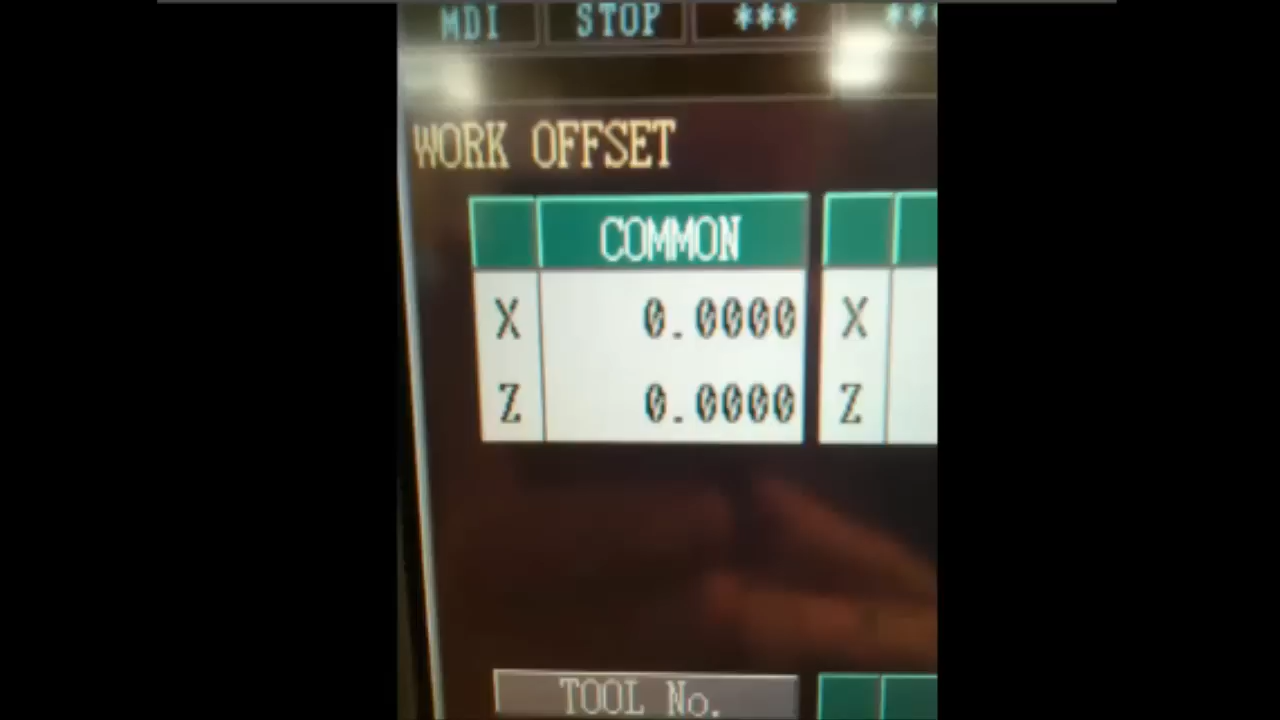 MDI STOP *** ***
WORK OFFSET
COMMON
X 0.0000 X
Z 0.0000 Z
TOOL No.